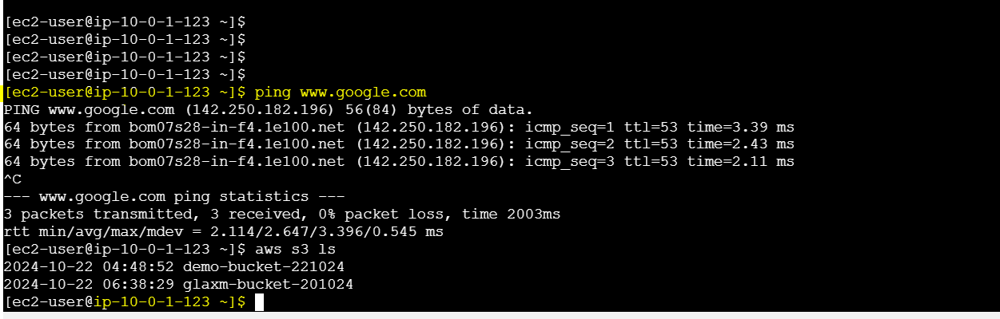 [ec2-user@ip-10-0-1-123 ~]$
[ec2-user@ip-10-0-1-123 ~]$
[ec2-user@ip-10-0-1-123 ~]$
[ec2-user@ip-10-0-1-123 ~]$
[ec2-user@ip-10-0-1-123 ~]$ ping www.google.com
PING www.google.com (142.250.182.196) 56(84) bytes of data.
64 bytes from bom07s28-in-f4.1e100.net (142.250.182.196): icmp_seq=1 ttl=53 time=3.39 ms
64 bytes from bom07s28-in-f4.1e100.net (142.250.182.196): icmp_seq=2 ttl=53 time=2.43 ms
64 bytes from bom07s28-in-f4.1e100.net (142.250.182.196): icmp_seq=3 ttl=53 time=2.11 ms
^C
--- www.google.com ping statistics ---
3 packets transmitted, 3 received, 0% packet loss, time 2003ms
rtt min/avg/max/mdev = 2.114/2.647/3.396/0.545 ms
[ec2-user@ip-10-0-1-123 ~]$ aws s3 ls
2024-10-22 04:48:52 demo-bucket-221024
2024-10-22 06:38:29 glaxm-bucket-201024
[ec2-user@ip-10-0-1-123 ~]$